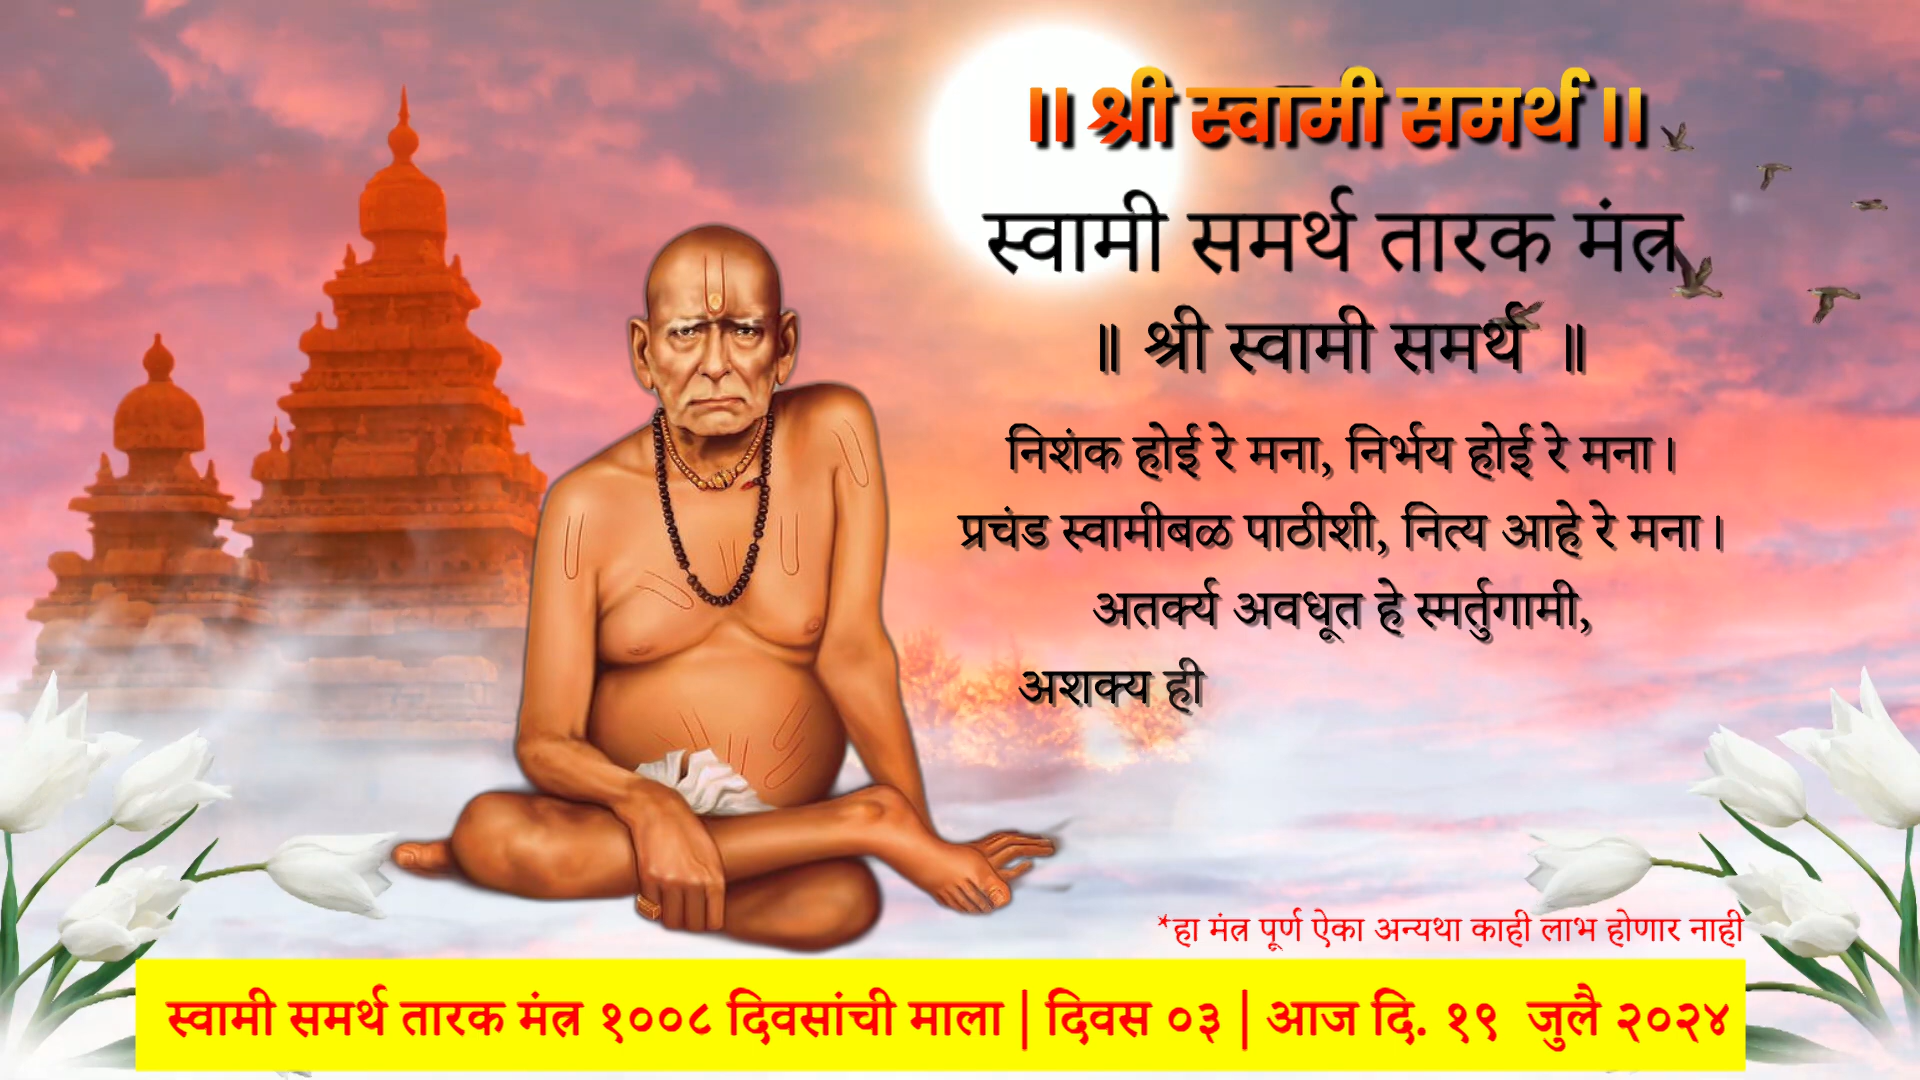 ॥ श्री स्वामी समर्थ ॥
स्वामी समर्थ तारक मंत्र
॥ श्री स्वामी समर्थ ॥
निशंक होई रे मना, निर्भय होई रे मना।
प्रचंड स्वामीबळ पाठीशी, नित्य आहे रे मना।
अतर्क्य अवधूत हे स्मर्तुगामी,
अशक्य ही
*हा मंत्र पूर्ण ऐका अन्यथा काही लाभ होणार नाही
स्वामी समर्थ तारक मंत्र १००८ दिवसांची माला | दिवस ०३ | आज दि. १९ जुलै २०२४